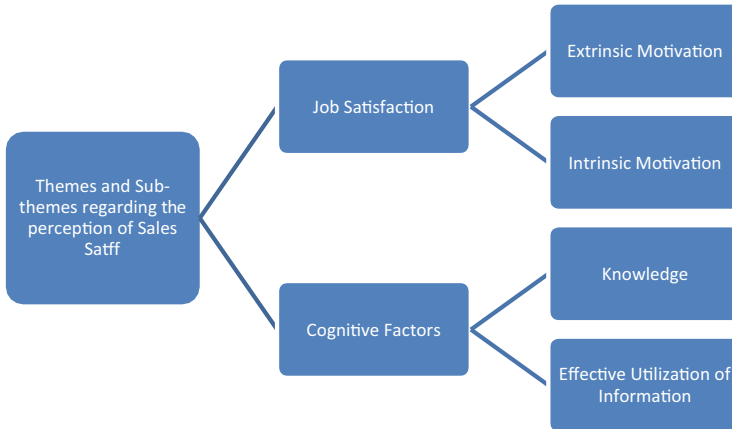 Extrinsic Motivation
Job Satisfaction
Intrinsic Motivation
Themes and Sub-
themes regarding the
perception of Sales
Satff
Knowledge
Cognitive Factors
Effective Utilization of
Information